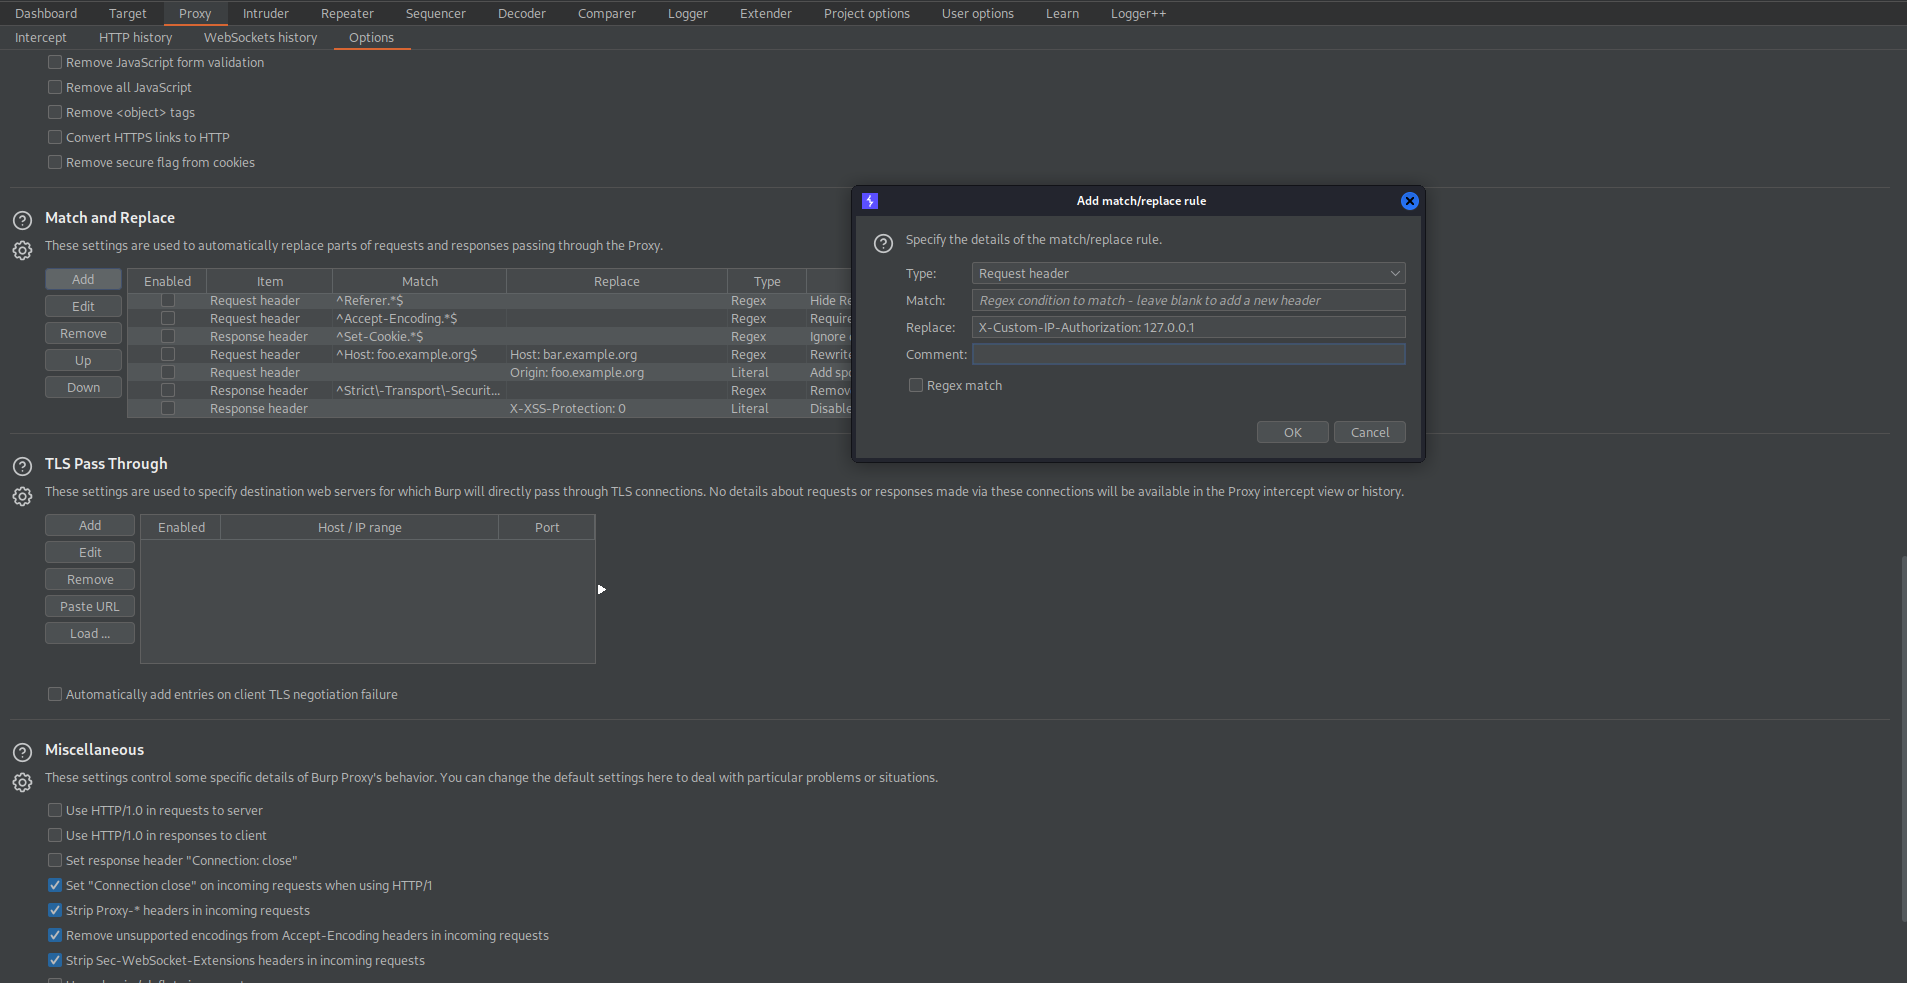 Dashboard Target Proxy Intruder Repeater Sequencer Decoder Comparer Logger Extender Project options User options Learn Logger++
Intercept HTTP history WebSockets history Options
Remove JavaScript form validation
Remove all JavaScript
Remove <object> tags
Convert HTTPS links to HTTP
Remove secure flag from cookies
Match and Replace
These settings are used to automatically replace parts of requests and responses passing through the Proxy.
Add
Edit
Remove
Up
Down
Enabled Item Match Replace Type
Request header ^Referer.*$ Regex Hide Re
Request header ^Accept-Encoding.*$ Regex Require
Response header ^Set-Cookie.*$ Regex Ignore
Request header ^Host: foo.example.org$ Host: bar.example.org Regex Rewrite
Request header Origin: foo.example.org Literal Add spo
Response header ^Strict\-Transport\-Securit... Regex Remov
Response header X-XSS-Protection: 0 Literal Disable
Add match/replace rule
Specify the details of the match/replace rule.
Type: Request header
Match: Regex condition to match - leave blank to add a new header
Replace: X-Custom-IP-Authorization: 127.0.0.1
Comment:
Regex match
OK Cancel
TLS Pass Through
These settings are used to specify destination web servers for which Burp will directly pass through TLS connections. No details about requests or responses made via these connections will be available in the Proxy intercept view or history.
Add
Edit
Remove
Paste URL
Load ...
Enabled Host / IP range Port
Automatically add entries on client TLS negotiation failure
Miscellaneous
These settings control some specific details of Burp Proxy's behavior. You can change the default settings here to deal with particular problems or situations.
Use HTTP/1.0 in requests to server
Use HTTP/1.0 in responses to client
Set response header "Connection: close"
Set "Connection close" on incoming requests when using HTTP/1
Strip Proxy-* headers in incoming requests
Remove unsupported encodings from Accept-Encoding headers in incoming requests
Strip Sec-WebSocket-Extensions headers in incoming requests